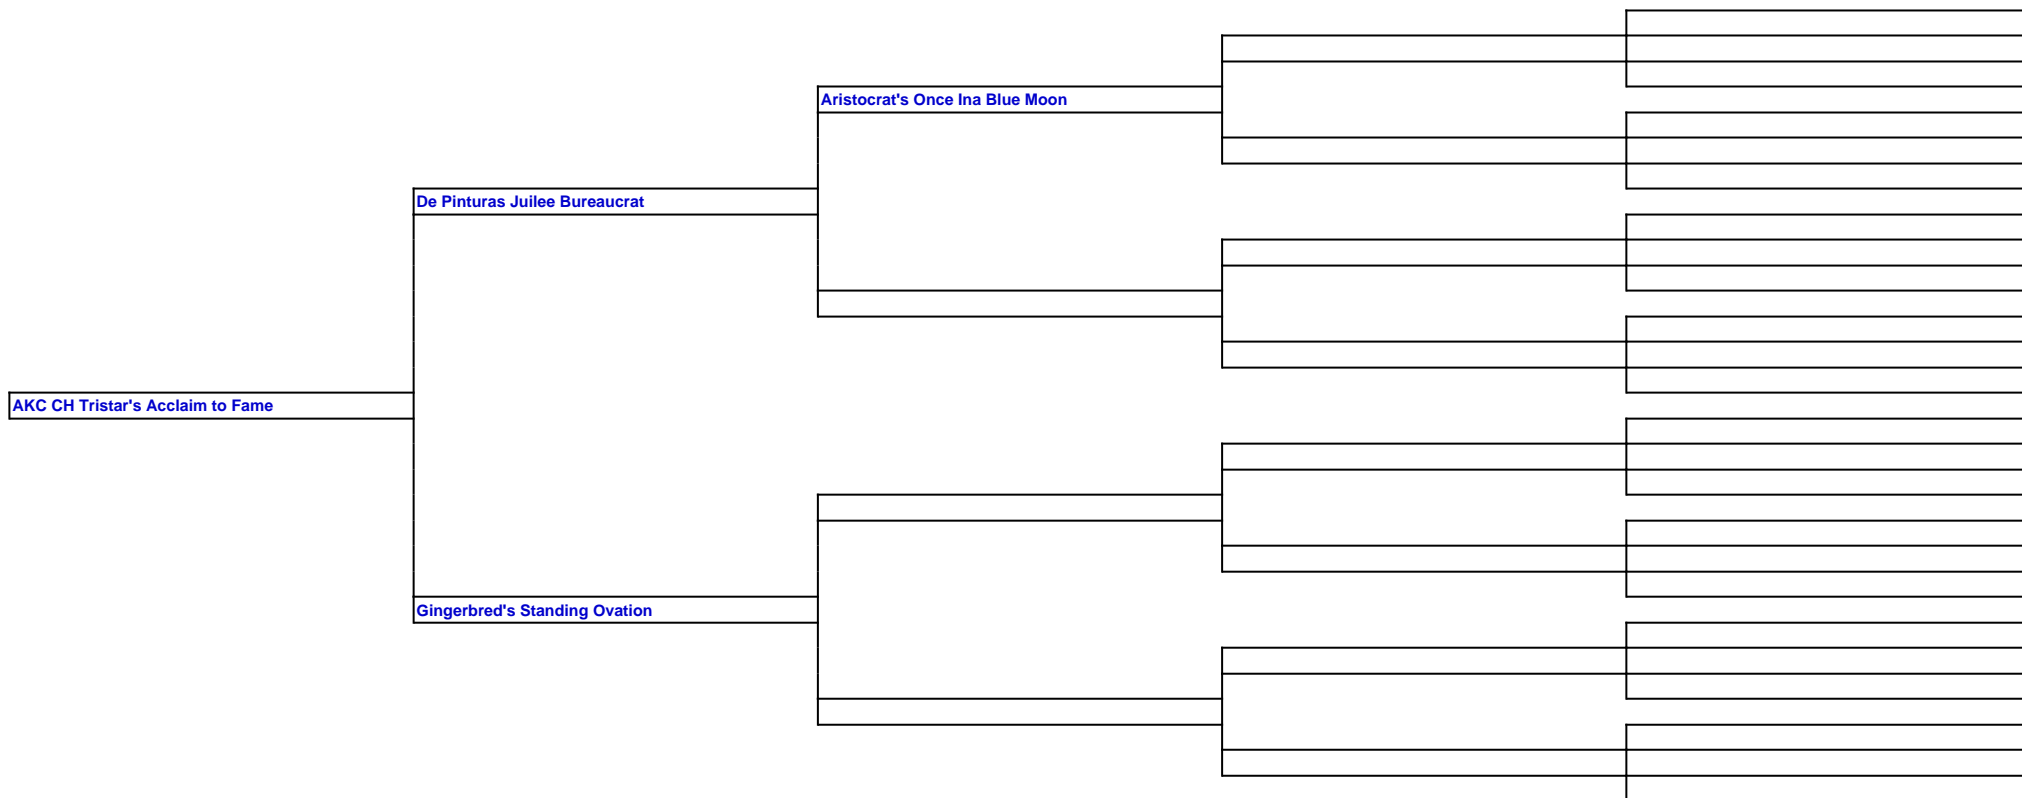 Aristocrat's Once Ina Blue Moon
De Pinturas Juilee Bureaucrat
AKC CH Tristar's Acclaim to Fame
Gingerbred's Standing Ovation